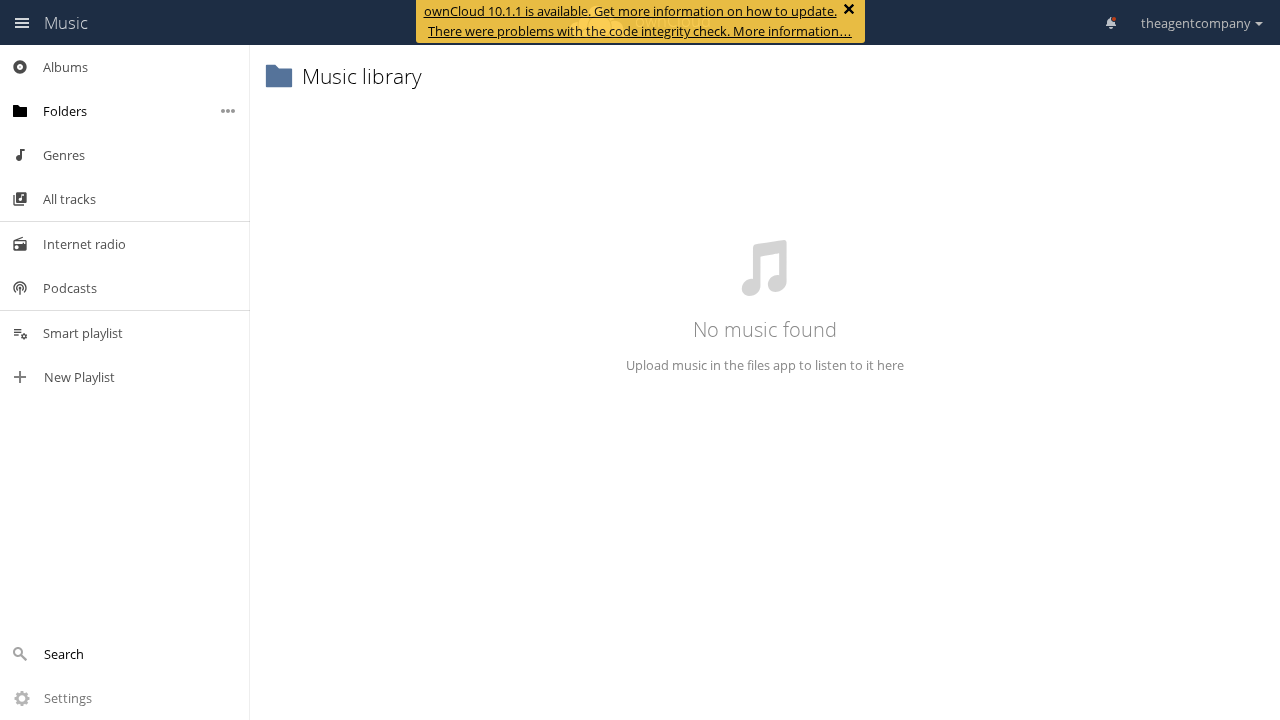 Music
ownCloud 10.1.1 is available. Get more information on how to update.
There were problems with the code integrity check. More information…
theagentcompany
Albums
Folders
Genres
All tracks
Internet radio
Podcasts
Smart playlist
New Playlist
Search
Settings
Music library
No music found
Upload music in the files app to listen to it here